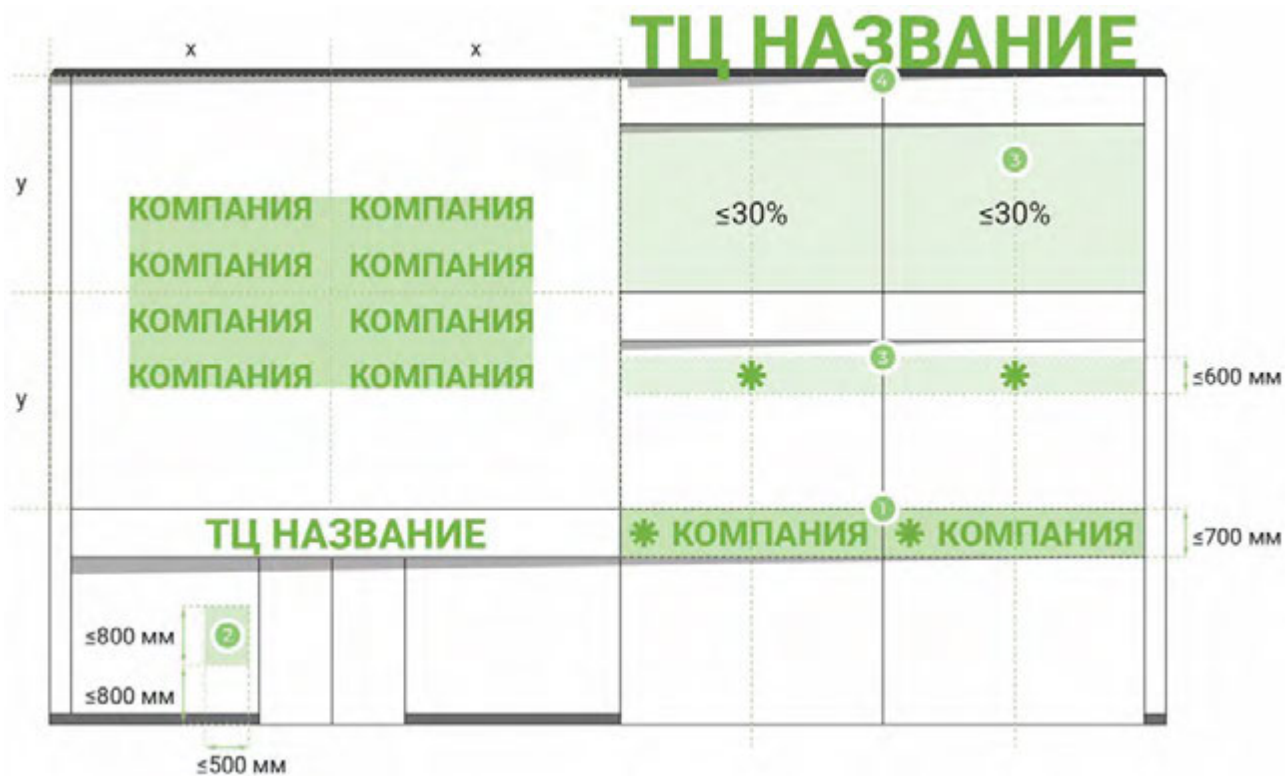 ТЦ НАЗВАНИЕ
x x
4
y
3
КОМПАНИЯ КОМПАНИЯ
≤30% ≤30%
КОМПАНИЯ КОМПАНИЯ
КОМПАНИЯ КОМПАНИЯ
3
КОМПАНИЯ КОМПАНИЯ
≤600 мм
y
1
ТЦ НАЗВАНИЕ
КОМПАНИЯ КОМПАНИЯ
≤700 мм
≤800 мм
2
≤800 мм
≤500 мм